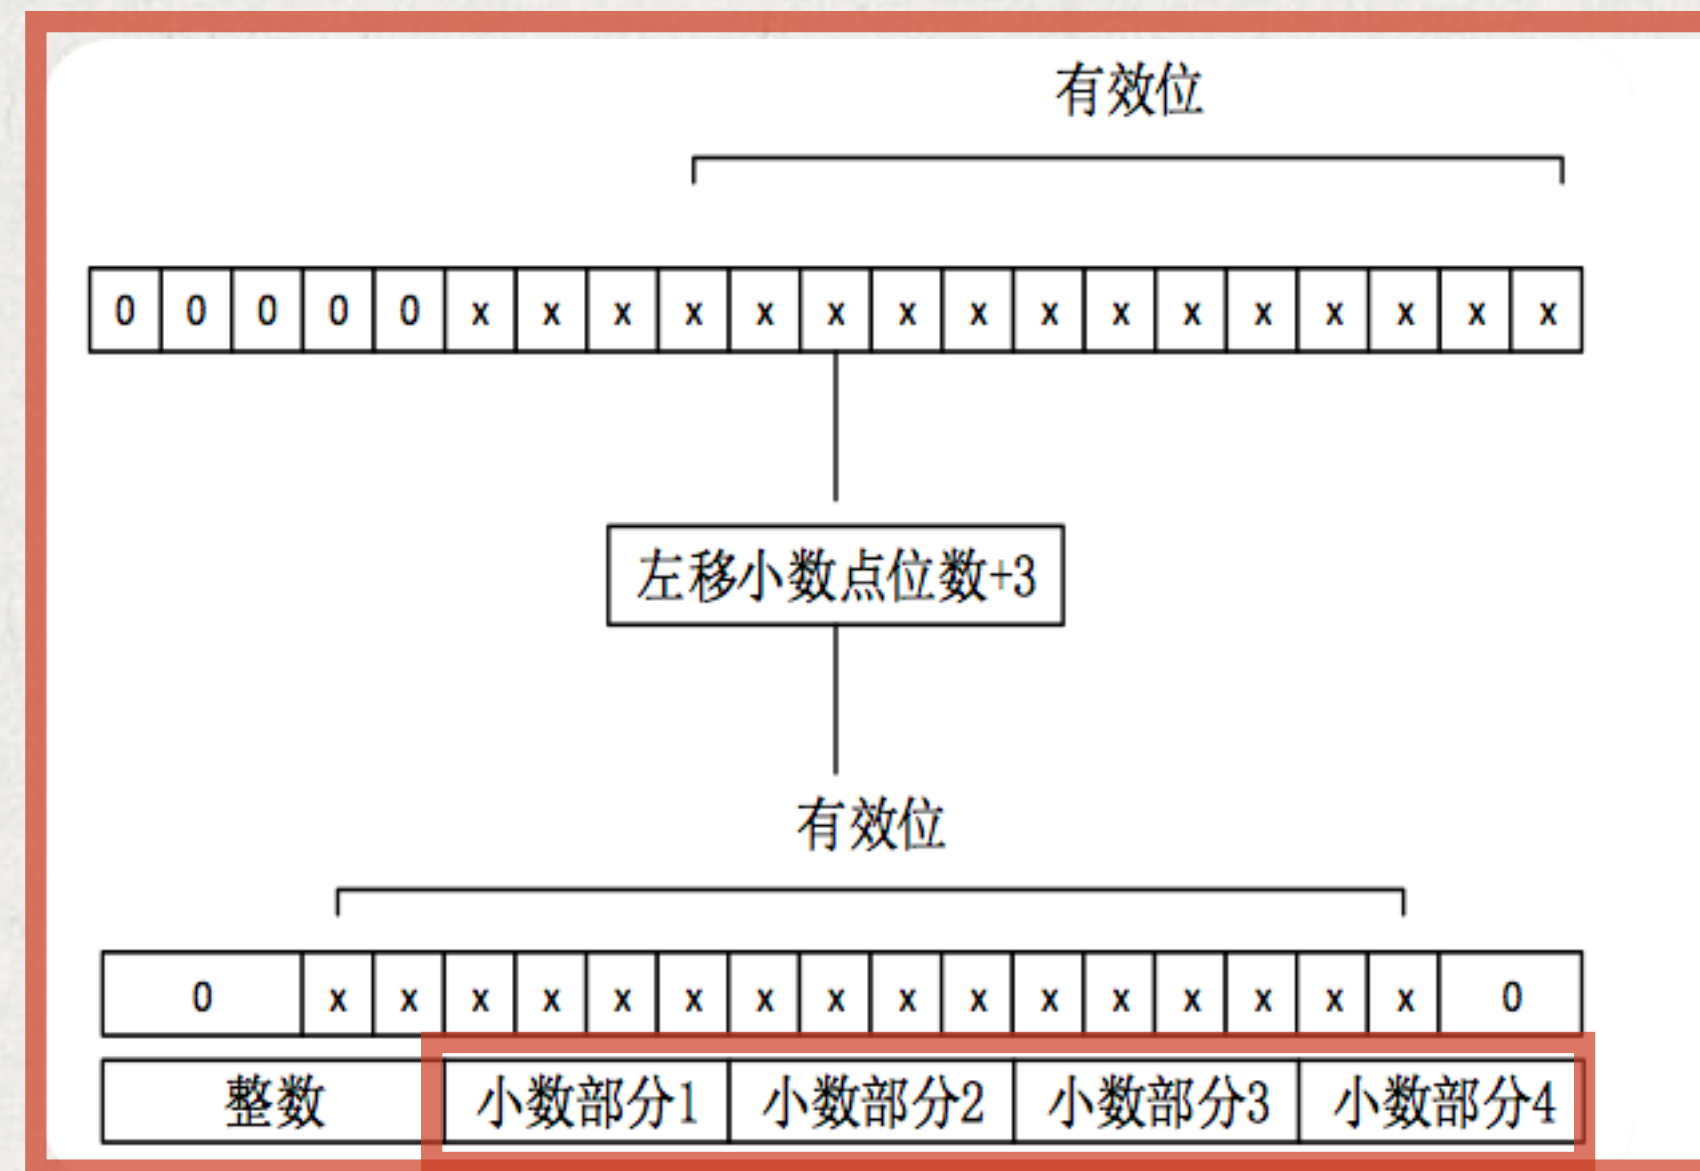 有效位
0 0 0 0 0 x x x x x x x x x x x x x x x x
左移小数点位数+3
有效位
0 x x x x x x x x x x x x x x x x 0
整数 小数部分1 小数部分2 小数部分3 小数部分4